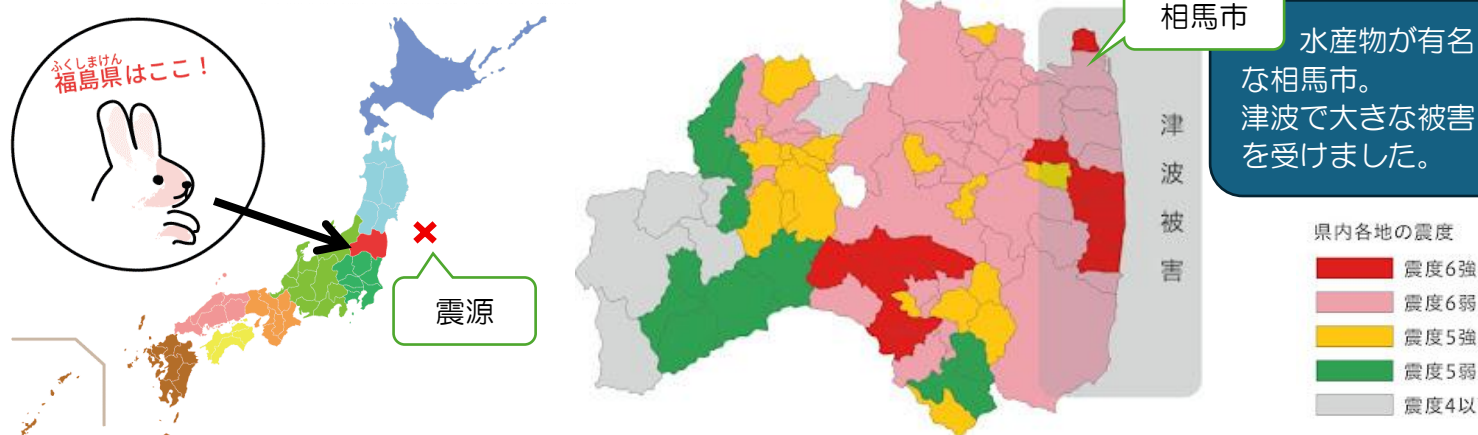 ふくしまけん
福島県はここ！
震源
相馬市
水産物が有名
な相馬市。
津波で大きな被害
を受けました。
津波被害
県内各地の震度
震度6強
震度6弱
震度5強
震度5弱
震度4以